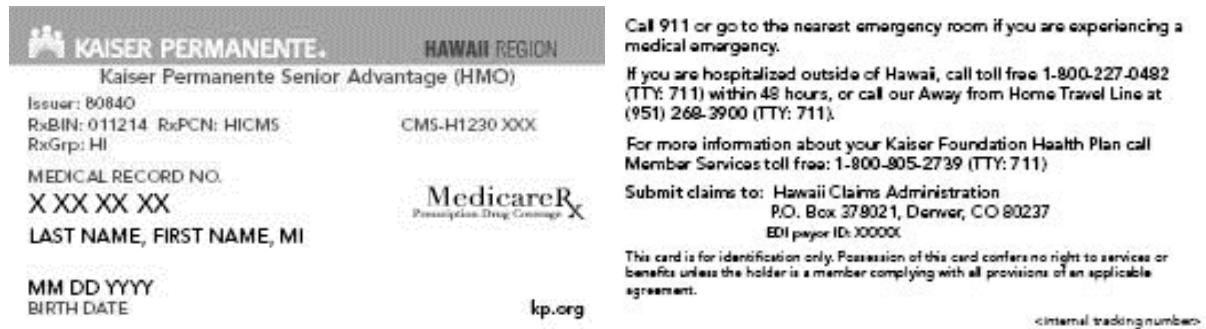 KAISER PERMANENTE®
HAWAII REGION
Kaiser Permanente Senior Advantage (HMO)
Issuer: 80840
RxBIN: 011214 RxPCN: HICMS
CMS-H1230 XXX
RxGrp: HI
MEDICAL RECORD NO.
X XX XX XX
MedicareRx
Prescription Drug Coverage
LAST NAME, FIRST NAME, MI
MM DD YYYY
BIRTH DATE
kp.org
Call 911 or go to the nearest emergency room if you are experiencing a
medical emergency.
If you are hospitalized outside of Hawaii, call toll free 1-800-227-0482
(TTY: 711) within 48 hours, or call our Away from Home Travel Line at
(951) 268-3900 (TTY: 711).
For more information about your Kaiser Foundation Health Plan call
Member Services toll free: 1-800-805-2739 (TTY: 711)
Submit claims to: Hawaii Claims Administration
P.O. Box 378021, Denver, CO 80237
EDI payor ID: XXXXX
This card is for identification only. Possession of this card confers no right to services or
benefits unless the holder is a member complying with all provisions of an applicable
agreement.
<internal tracking number>